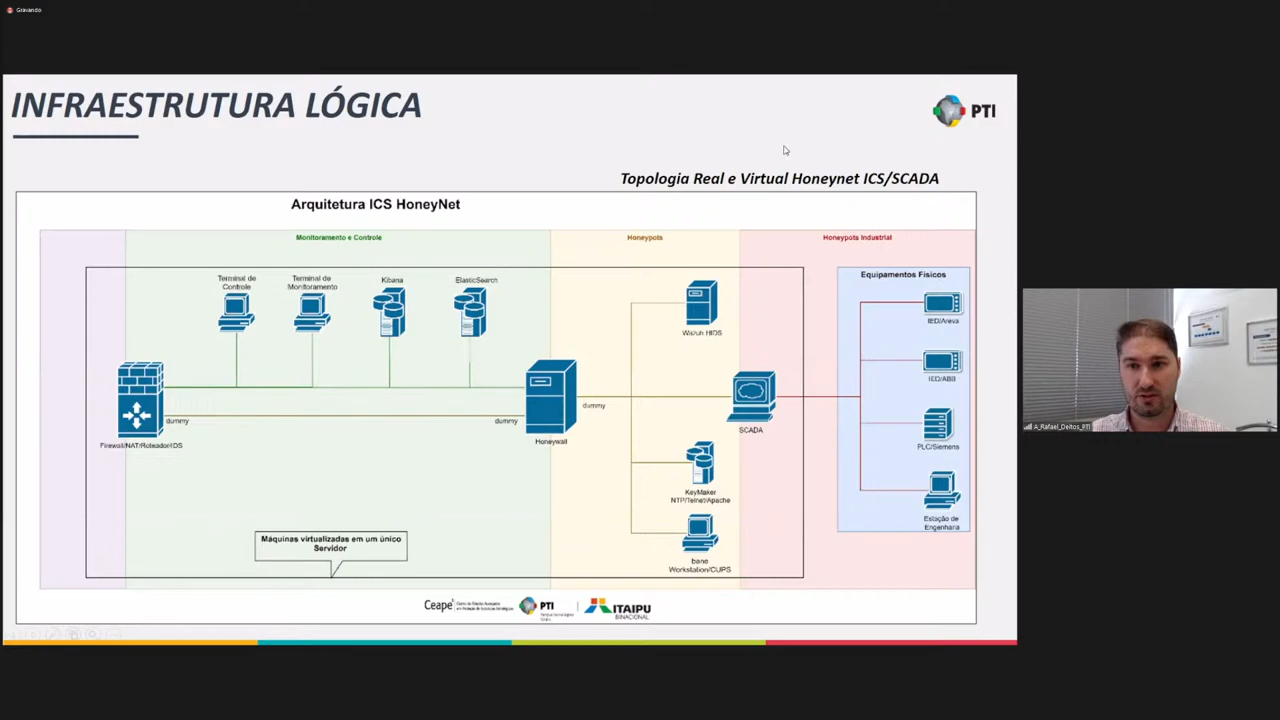 Gravando
INFRAESTRUTURA LÓGICA
PTI
Topologia Real e Virtual Honeynet ICS/SCADA
Arquitetura ICS HoneyNet
Monitoramento e Controle
Honeypots
Honeypots Industrial
Terminal de
Controle
Terminal de
Monitoramento
Kibana
ElasticSearch
Equipamentos Físicos
Wazuh HIDS
IED/Areva
IED/ABB
dummy
dummy
dummy
Firewall/NAT/Roteador/IDS
Honeywall
SCADA
PLC/Siemens
KeyMaker
NTP/Telnet/Apache
Estação de
Engenharia
Máquinas virtualizadas em um único
Servidor
bane
Workstation/CUPS
Ceape
PTI
ITAIPU
BINACIONAL
A_Rafael_Deitos_PTI